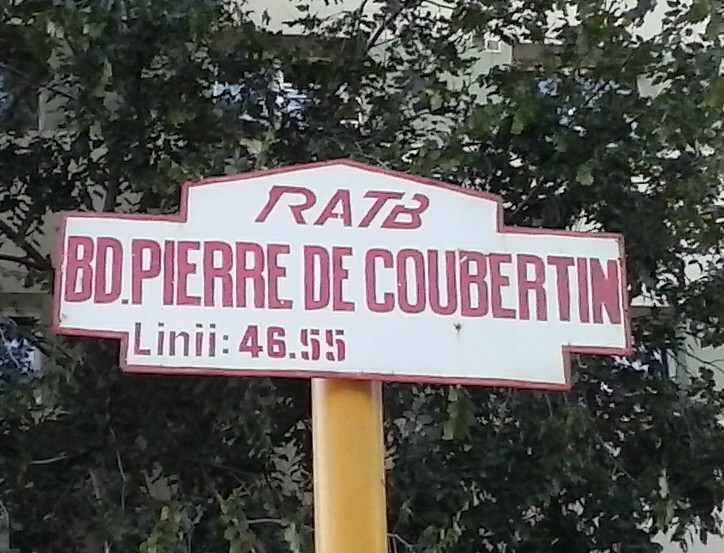 RATB
BD.PIERRE DE COUBERTIN
Linii: 46.55